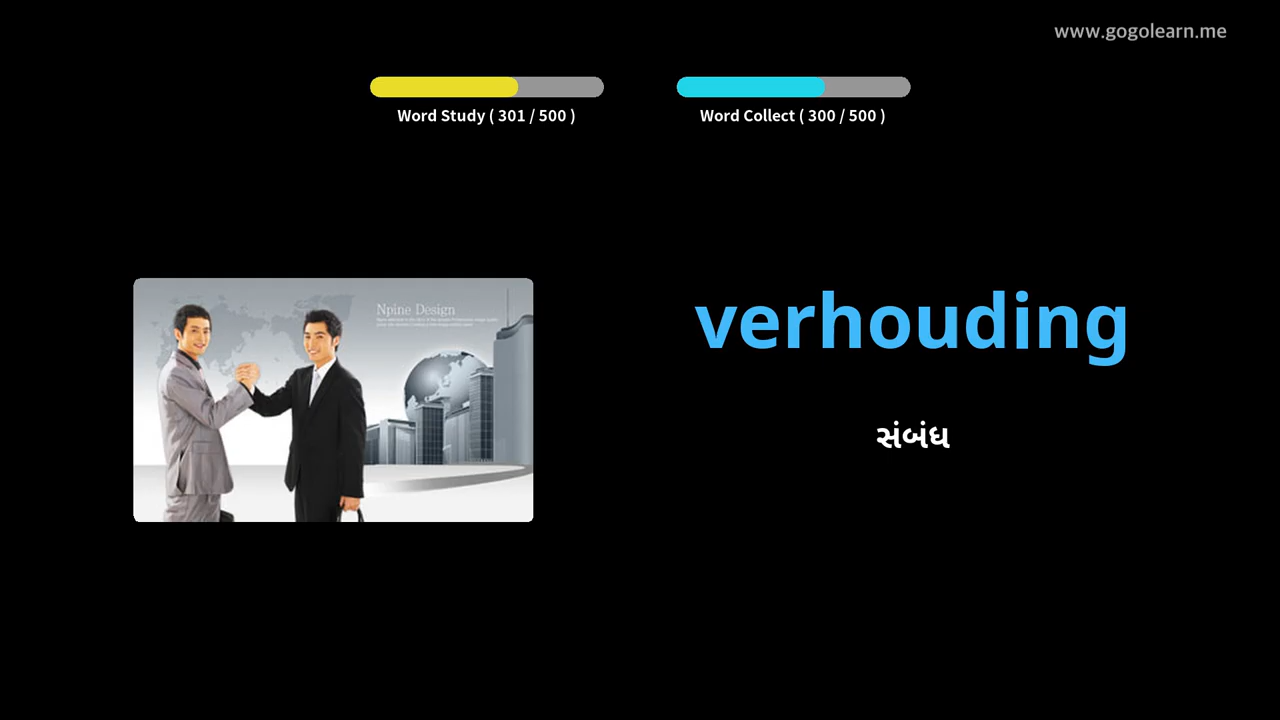 www.gogolearn.me
Word Study ( 301 / 500 )
Word Collect ( 300 / 500 )
Npine Design
verhouding
સંબંધ